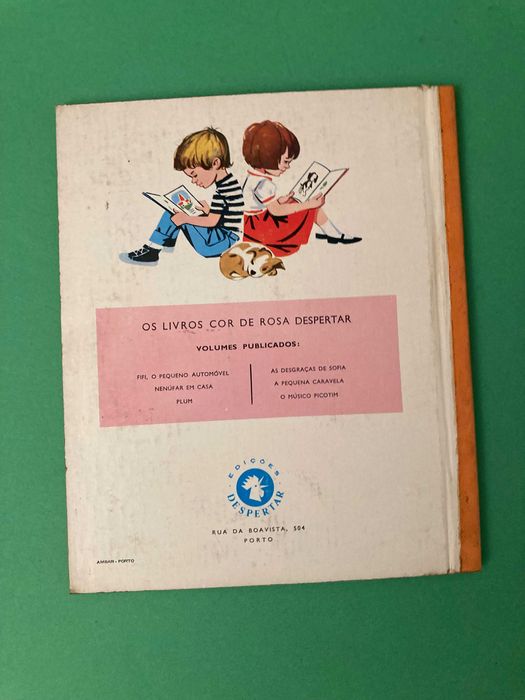 OS LIVROS COR DE ROSA DESPERTAR
VOLUMES PUBLICADOS:
FIFI, O PEQUENO AUTOMÓVEL
NENÚFAR EM CASA
PLUM
AS DESGRAÇAS DE SOFIA
A PEQUENA CARAVELA
O MÚSICO PICOTIM
EDIÇÕES
DESPERTAR
RUA DA BOAVISTA, 504
PORTO
AMBAR - PORTO